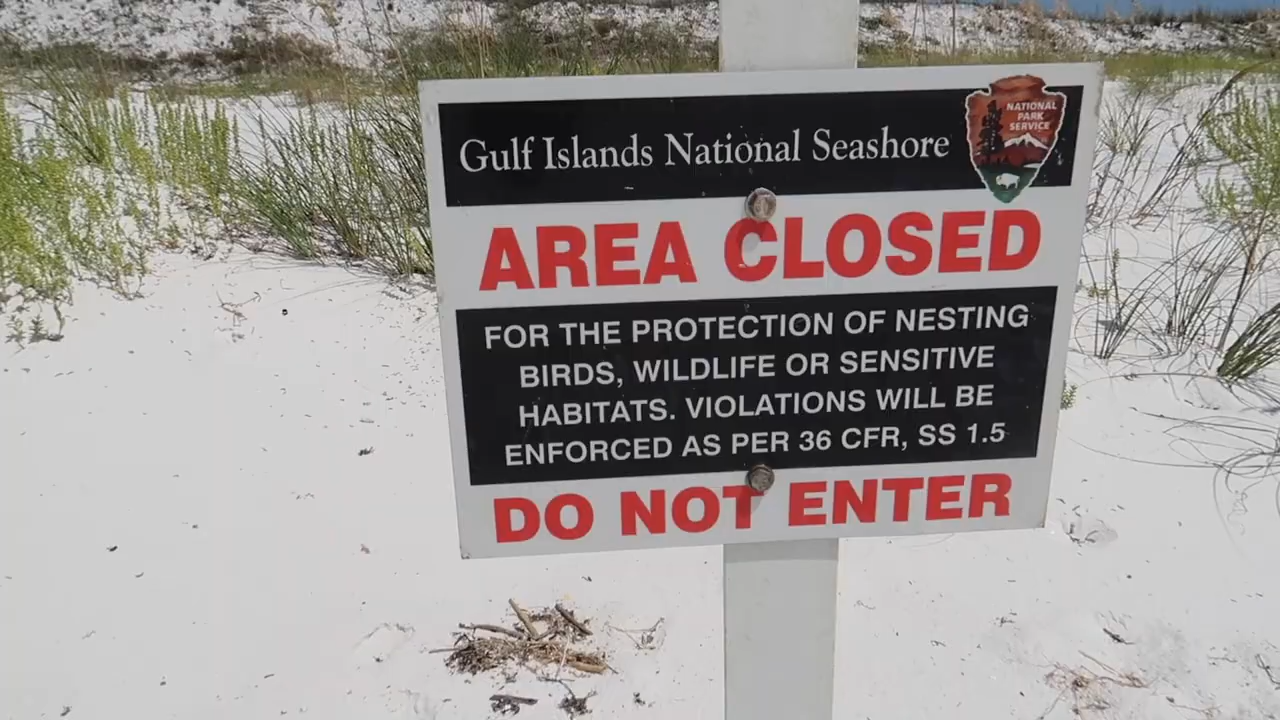 Gulf Islands National Seashore
NATIONAL
PARK
SERVICE
AREA CLOSED
FOR THE PROTECTION OF NESTING
BIRDS, WILDLIFE OR SENSITIVE
HABITATS. VIOLATIONS WILL BE
ENFORCED AS PER 36 CFR, SS 1.5
DO NOT ENTER